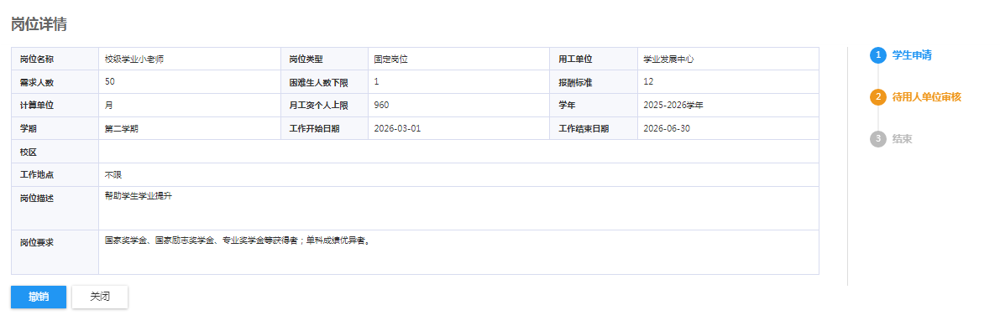 岗位详情
岗位名称 校级学业小老师 岗位类型 固定岗位 用工单位 学业发展中心
需求人数 50 困难生人数下限 1 报酬标准 12
计算单位 月 月工资个人上限 960 学年 2025-2026学年
学期 第二学期 工作开始日期 2026-03-01 工作结束日期 2026-06-30
校区
工作地点 不限
岗位描述 帮助学生学业提升
岗位要求 国家奖学金、国家励志奖学金、专业奖学金等获得者；单科成绩优异者。
撤销 关闭
1 学生申请
2 待用人单位审核
3 结束